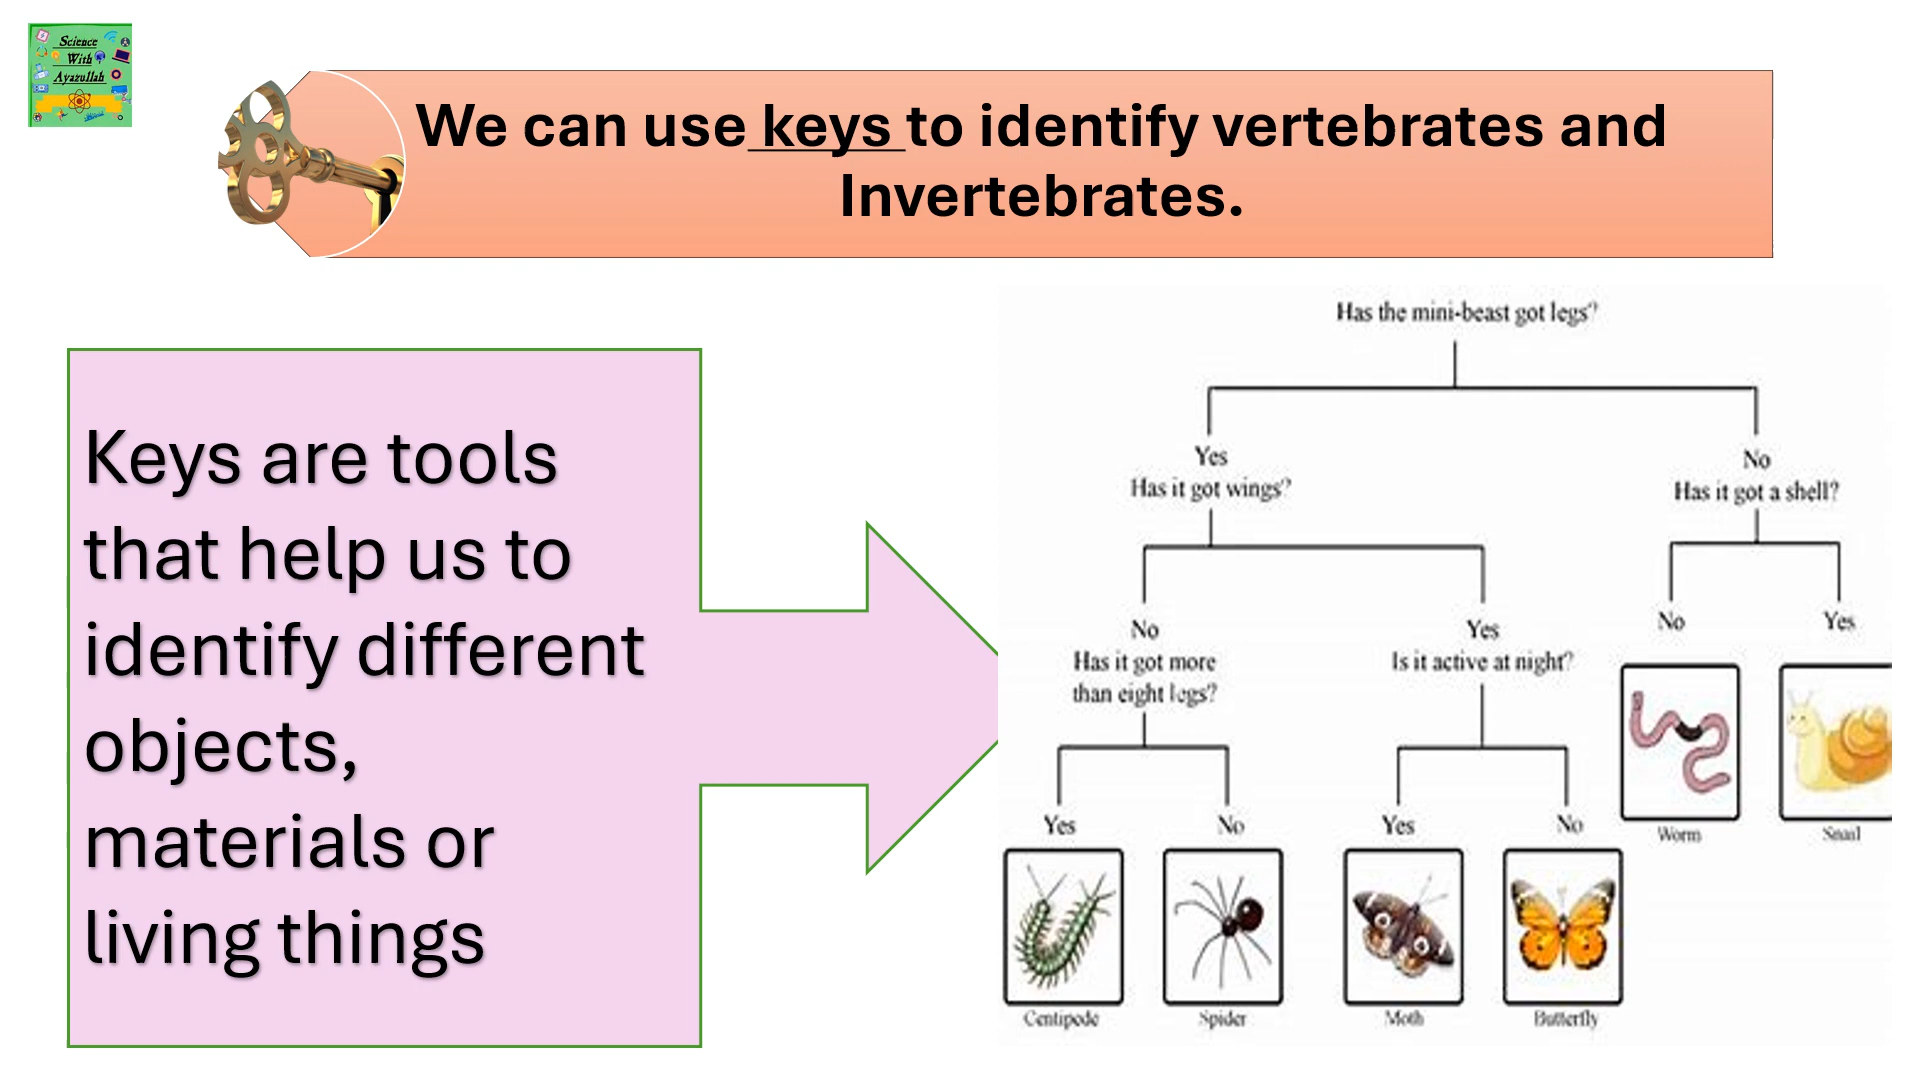 Science
With
Ayazullah
We can use keys to identify vertebrates and
Invertebrates.
Keys are tools
that help us to
identify different
objects,
materials or
living things
Has the mini-beast got legs?
Yes
Has it got wings?
No
Has it got a shell?
No
Has it got more
than eight legs?
Yes
Is it active at night?
No
Yes
Yes
No
Yes
No
Worm
Snail
Centipede
Spider
Moth
Butterfly